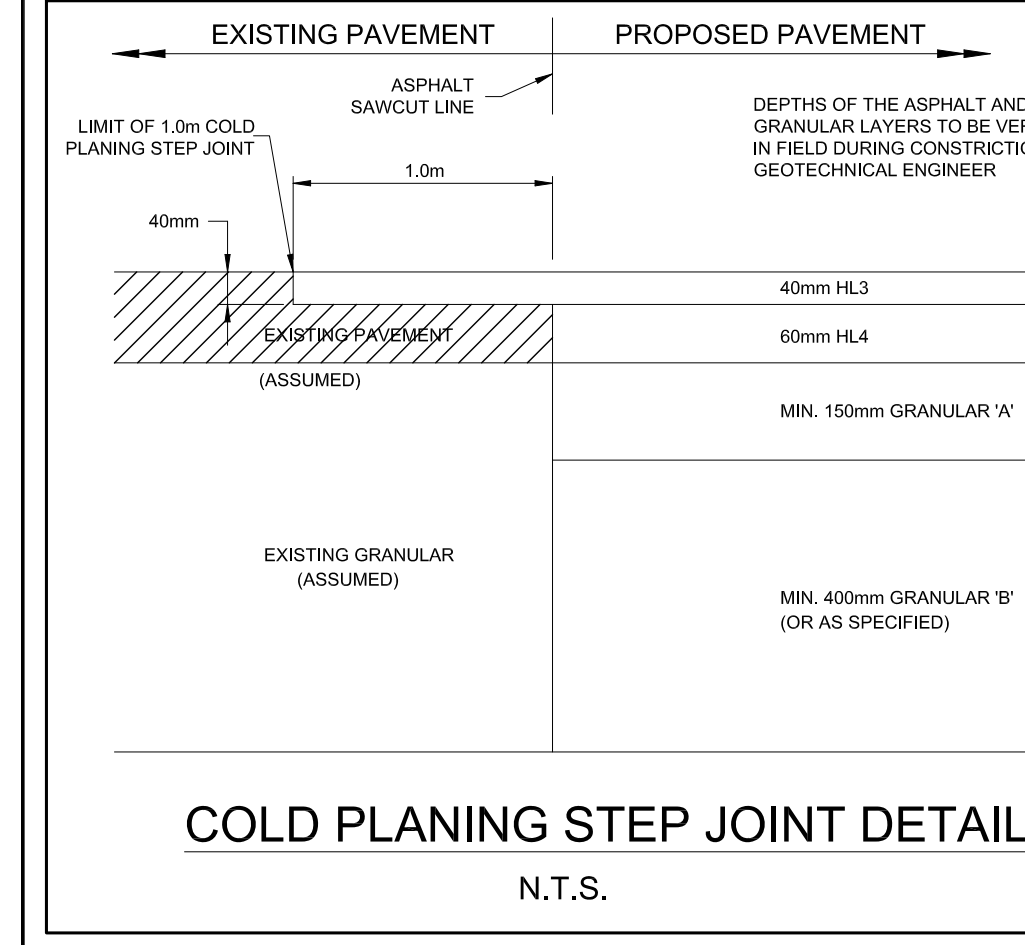 EXISTING PAVEMENT
PROPOSED PAVEMENT
ASPHALT
SAWCUT LINE
LIMIT OF 1.0m COLD
PLANING STEP JOINT
DEPTHS OF THE ASPHALT AND
GRANULAR LAYERS TO BE
IN FIELD DURING
GEOTECHNICAL ENGINEER
1.0m
40mm
40mm HL3
EXISTING PAVEMENT
60mm HL4
(ASSUMED)
MIN. 150mm GRANULAR 'A'
EXISTING GRANULAR
(ASSUMED)
MIN. 400mm GRANULAR 'B'
(OR AS SPECIFIED)
COLD PLANING STEP JOINT DETAIL
N.T.S.